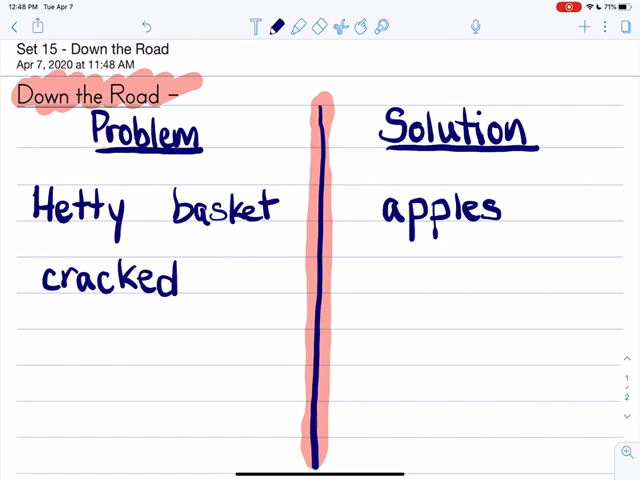 12:48 PM Tue Apr 7
71%
T
Set 15 - Down the Road
Apr 7, 2020 at 11:48 AM
Down the Road -
Problem
Solution
Hetty basket
apples
cracked
1
/
2